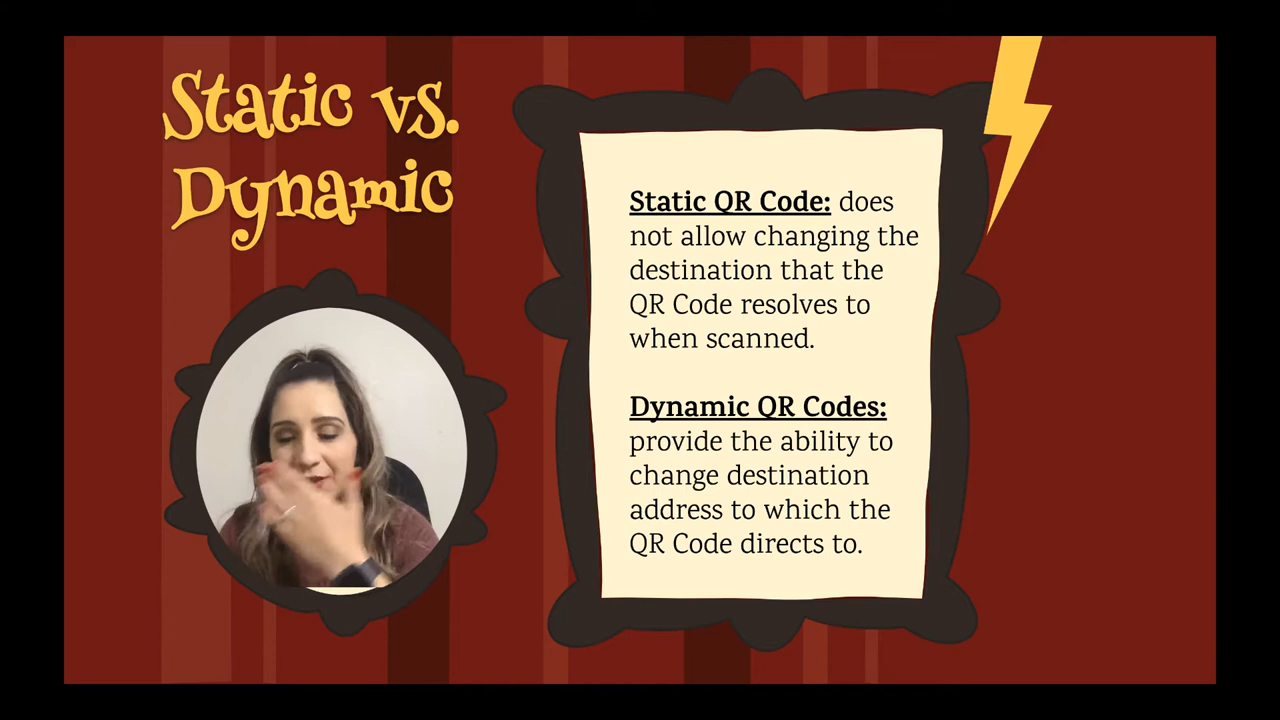 Static vs.
Dynamic
Static QR Code: does
not allow changing the
destination that the
QR Code resolves to
when scanned.
Dynamic QR Codes:
provide the ability to
change destination
address to which the
QR Code directs to.